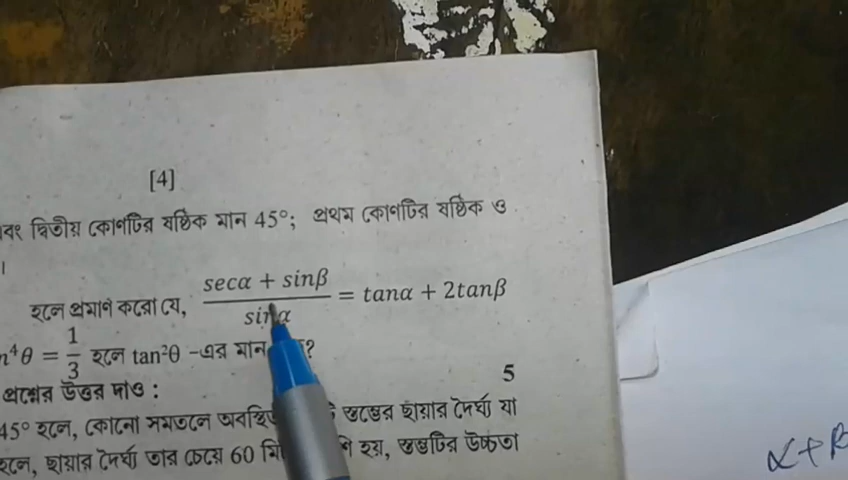 [4]
বং দ্বিতীয় কোণটির ষষ্ঠিক মান 45°; প্রথম কোণটির ষষ্ঠিক ও
।
হলে প্রমাণ করো যে, (secα + sinβ)/sinα = tanα + 2tanβ
n⁴θ = 1/3 হলে tan²θ -এর মান ?
প্রশ্নের উত্তর দাও : 5
45° হলে, কোনো সমতলে স্তম্ভের ছায়ার দৈর্ঘ্য যা
হলে, ছায়ার দৈর্ঘ্য তার চেয়ে 60 মি হয়, স্তম্ভটির উচ্চতা
α + β